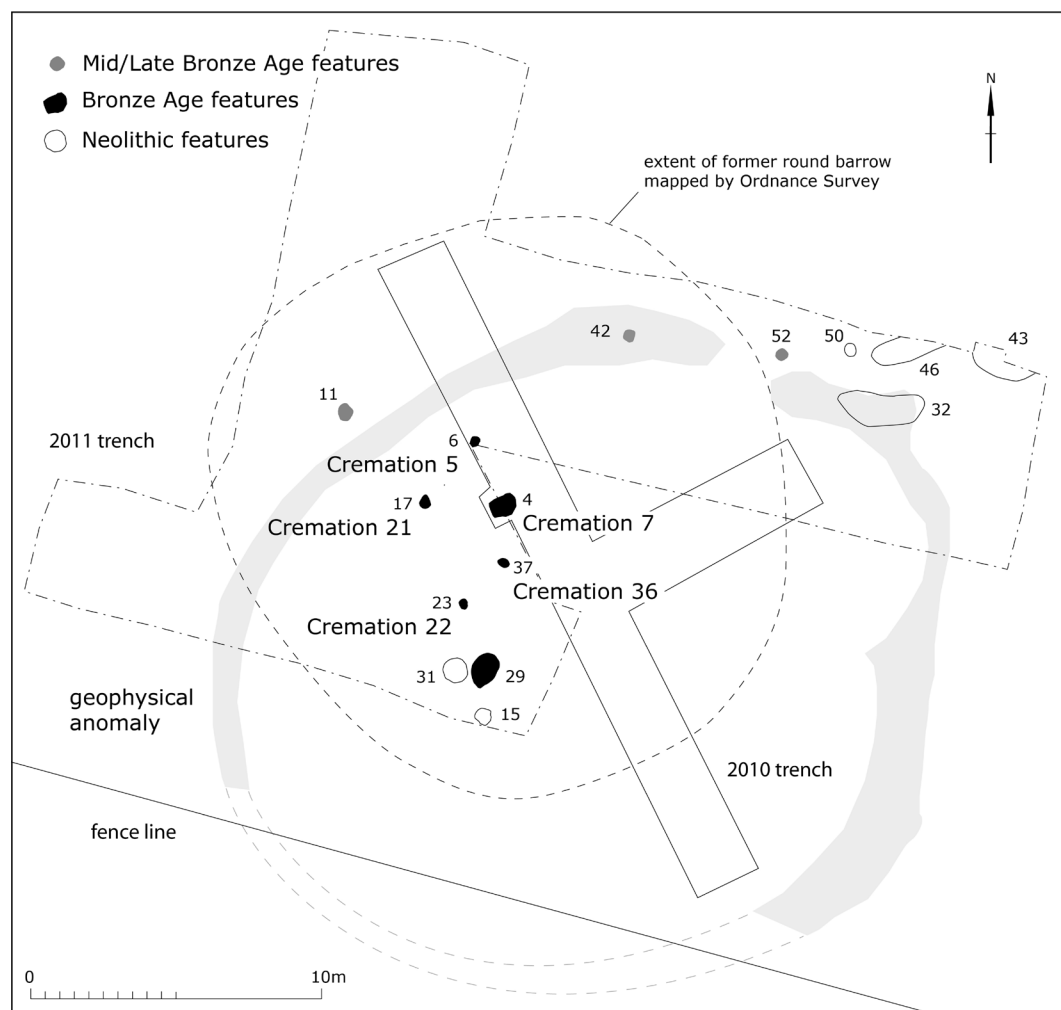 Mid/Late Bronze Age features
Bronze Age features
Neolithic features
N
extent of former round barrow
mapped by Ordnance Survey
42
52
50
43
46
11
32
2011 trench
6
Cremation 5
17
4
Cremation 21
Cremation 7
37
Cremation 36
23
Cremation 22
31
29
geophysical
anomaly
15
2010 trench
fence line
0
10m